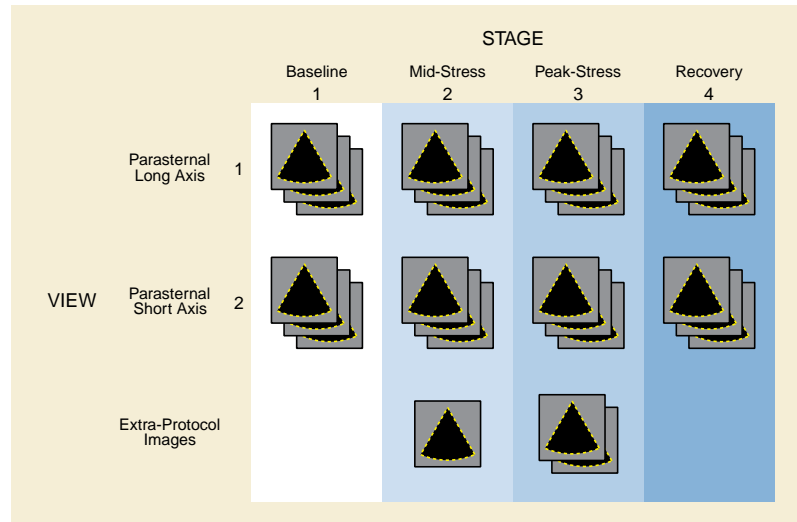 STAGE
Baseline Mid-Stress Peak-Stress Recovery
1 2 3 4
Parasternal
Long Axis 1
VIEW Parasternal
Short Axis 2
Extra-Protocol
Images